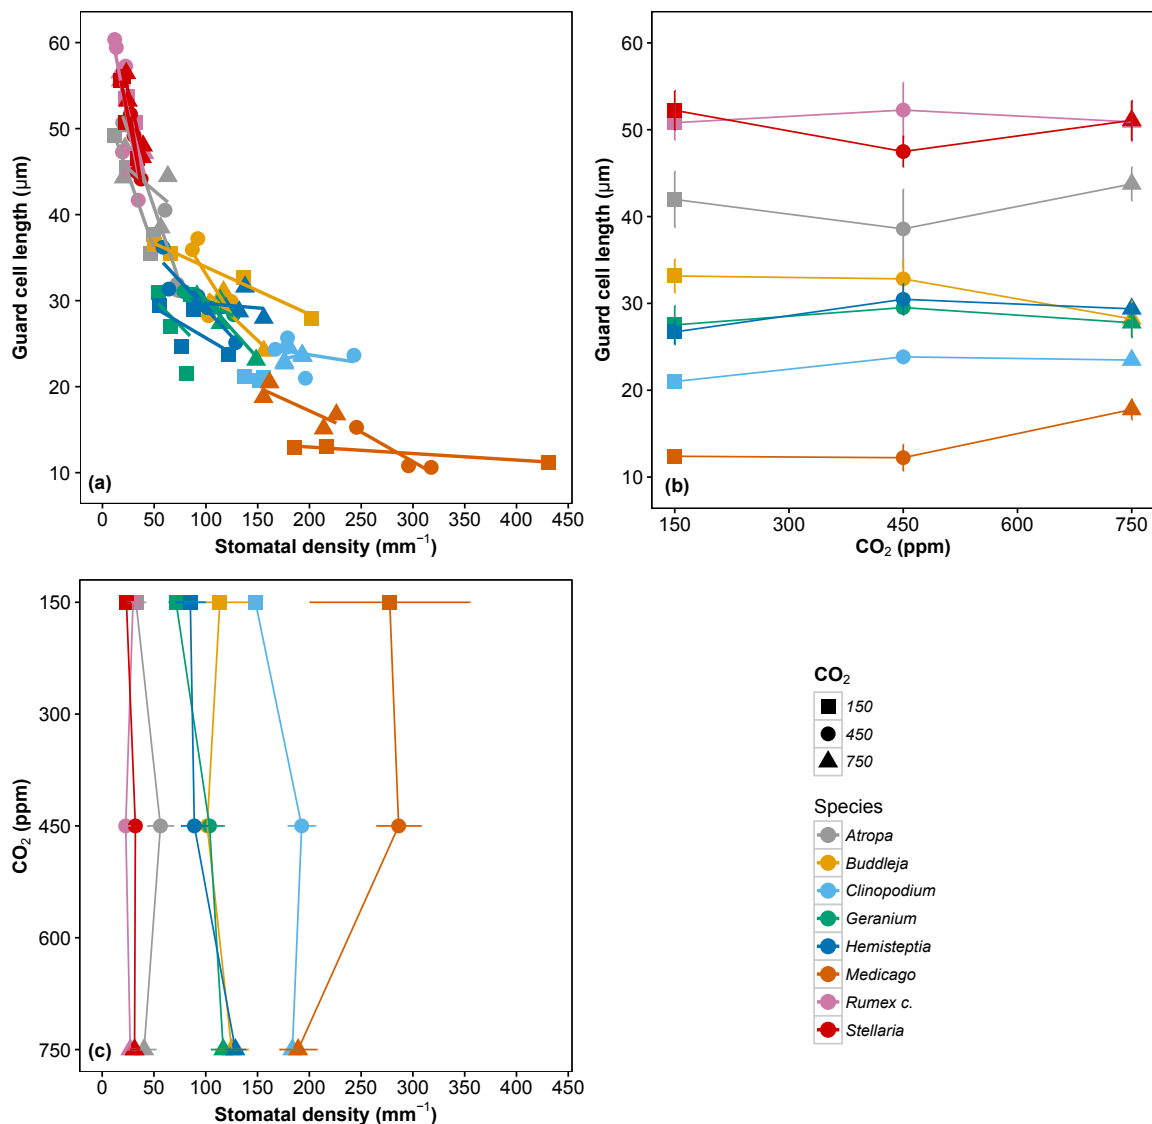 60
50
40
30
20
10
Guard cell length (μm)
(a)
0 50 100 150 200 250 300 350 400 450
Stomatal density (mm⁻¹)
60
50
40
30
20
10
Guard cell length (μm)
(b)
150 300 450 600 750
CO₂ (ppm)
150
300
450
600
750
CO₂ (ppm)
(c)
0 50 100 150 200 250 300 350 400 450
Stomatal density (mm⁻¹)
CO₂
150
450
750
Species
Atropa
Buddleja
Clinopodium
Geranium
Hemisteptia
Medicago
Rumex c.
Stellaria